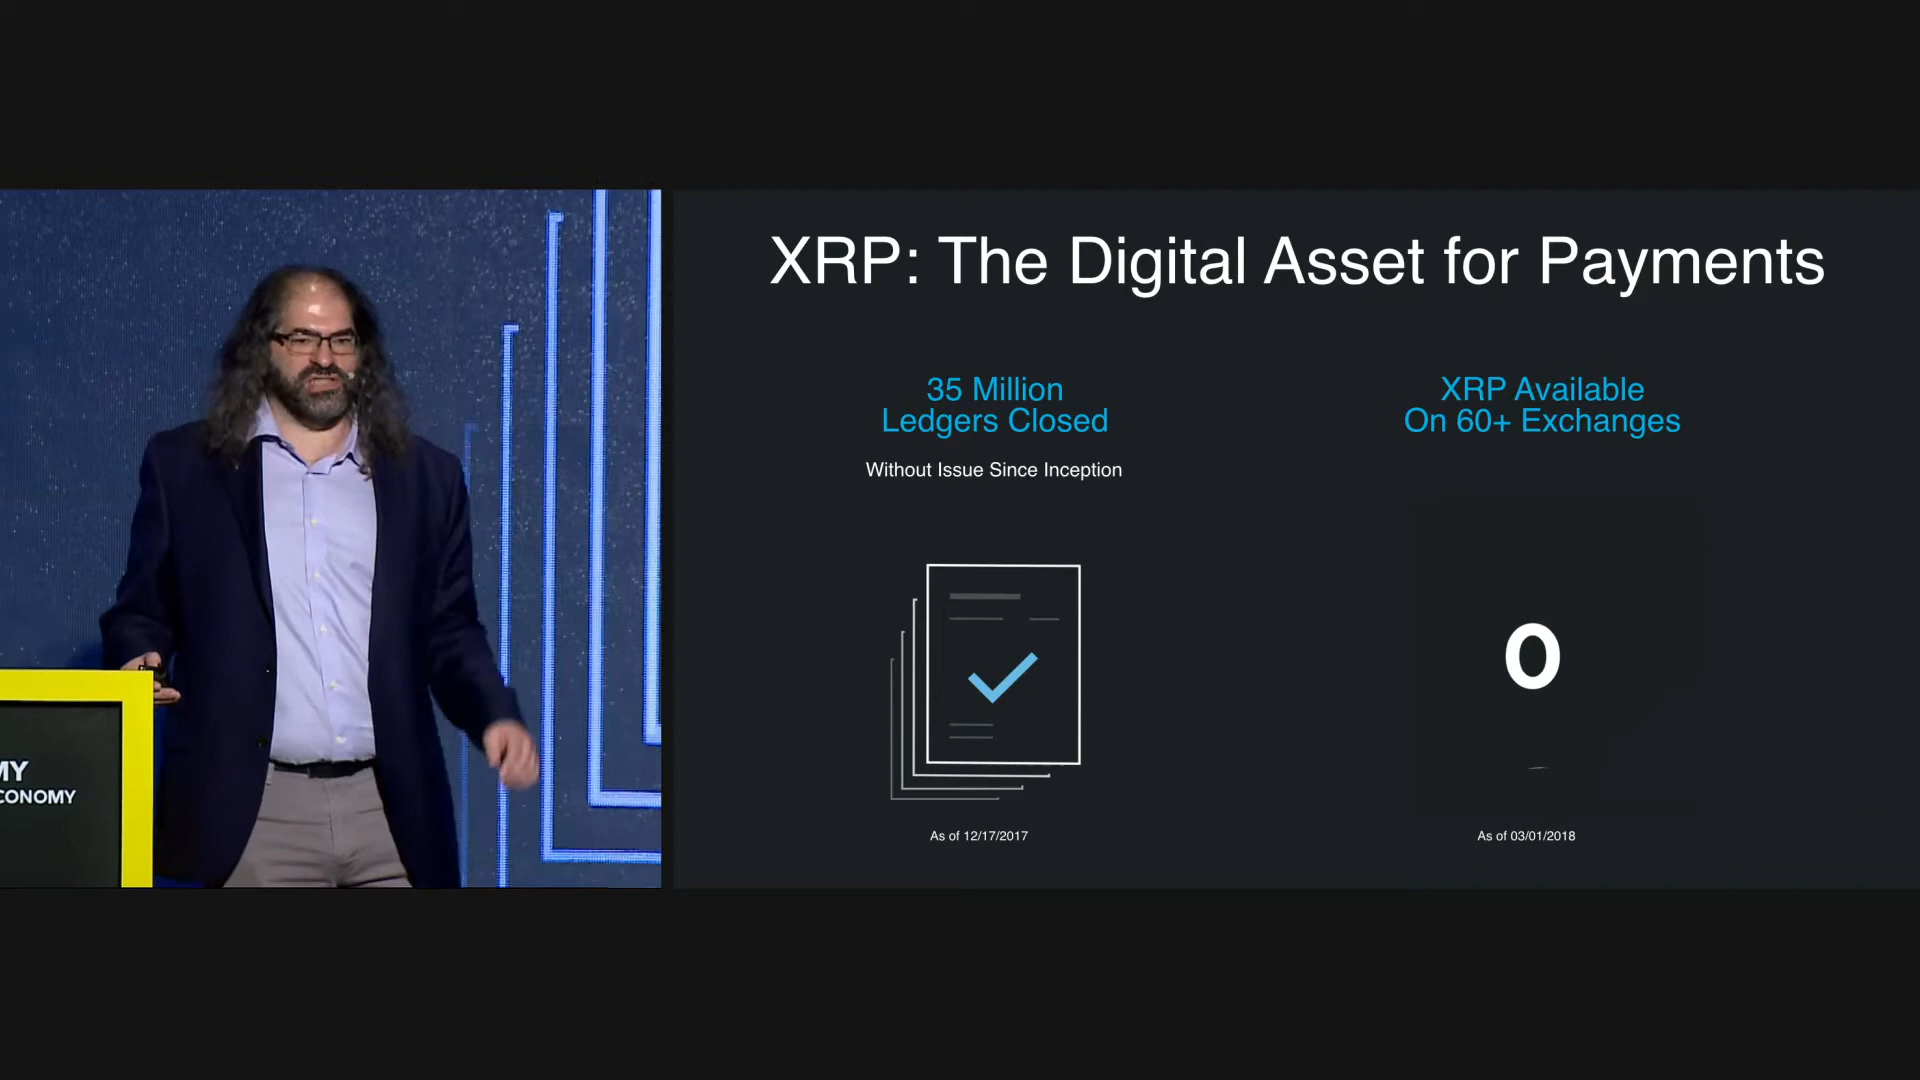 XRP: The Digital Asset for Payments
35 Million
Ledgers Closed
Without Issue Since Inception
As of 12/17/2017
XRP Available
On 60+ Exchanges
0
As of 03/01/2018
MY
CONOMY